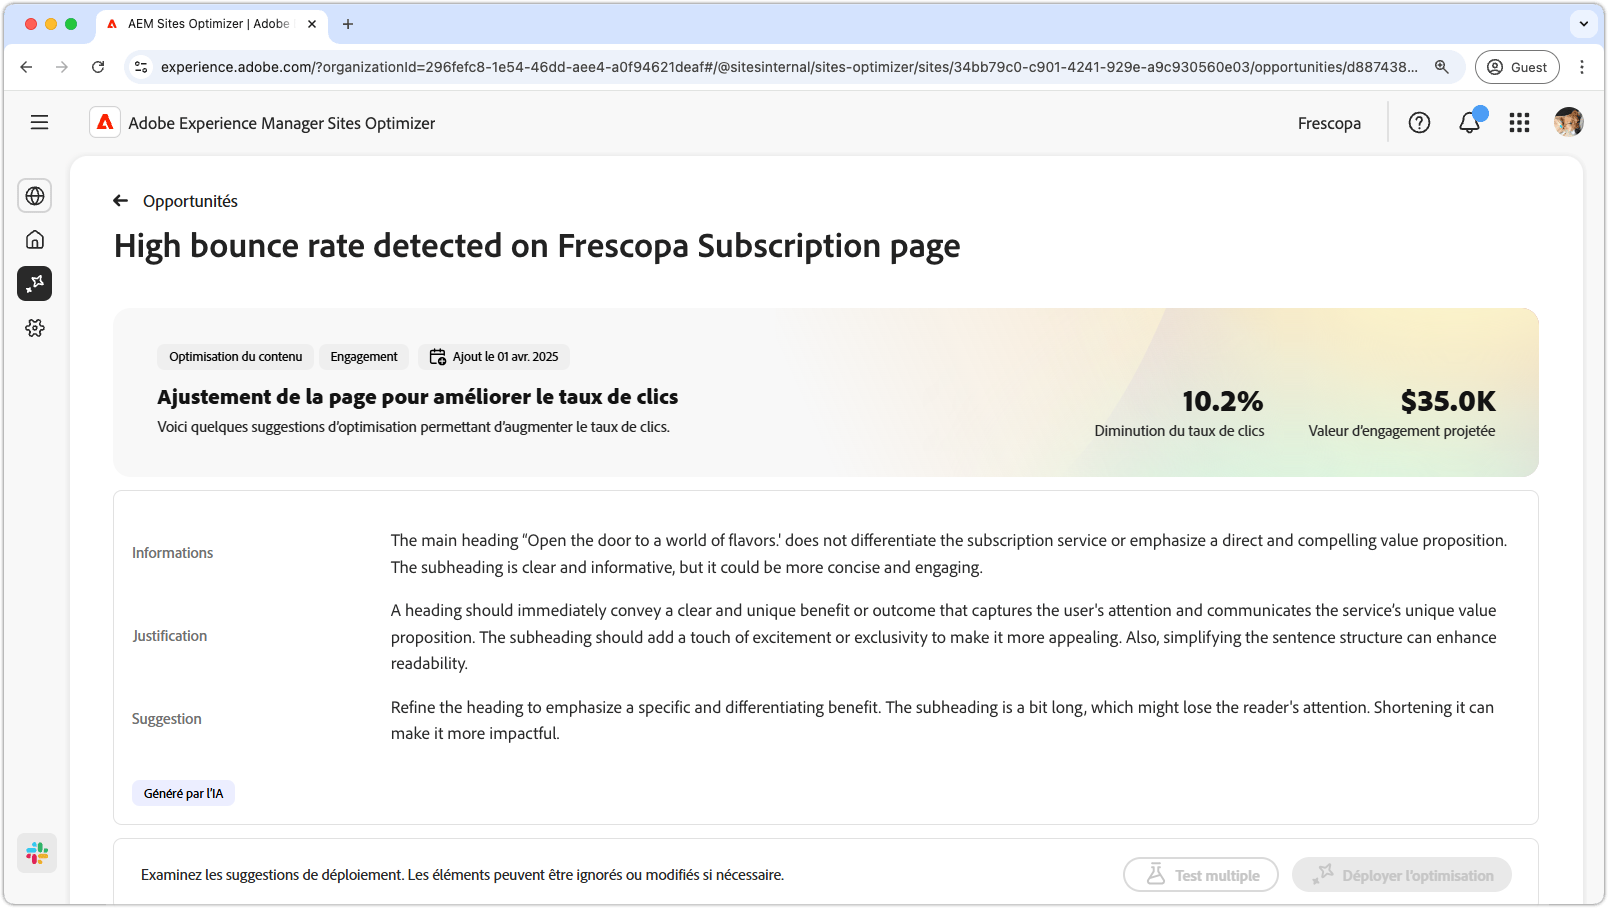 AEM Sites Optimizer | Adobe
experience.adobe.com/?organizationId=296fefc8-1e54-46dd-aee4-a0f94621deaf#/@sitesinternal/sites-optimizer/sites/34bb79c0-c901-4241-929e-a9c930560e03/opportunities/d887438...
Guest
Adobe Experience Manager Sites Optimizer
Frescopa
Opportunités
High bounce rate detected on Frescopa Subscription page
Optimisation du contenu
Engagement
Ajout le 01 avr. 2025
Ajustement de la page pour améliorer le taux de clics
Voici quelques suggestions d’optimisation permettant d’augmenter le taux de clics.
10.2%
Diminution du taux de clics
$35.0K
Valeur d’engagement projetée
Informations
The main heading “Open the door to a world of flavors.' does not differentiate the subscription service or emphasize a direct and compelling value proposition.
The subheading is clear and informative, but it could be more concise and engaging.
Justification
A heading should immediately convey a clear and unique benefit or outcome that captures the user's attention and communicates the service’s unique value
proposition. The subheading should add a touch of excitement or exclusivity to make it more appealing. Also, simplifying the sentence structure can enhance
readability.
Suggestion
Refine the heading to emphasize a specific and differentiating benefit. The subheading is a bit long, which might lose the reader's attention. Shortening it can
make it more impactful.
Généré par l’IA
Examinez les suggestions de déploiement. Les éléments peuvent être ignorés ou modifiés si nécessaire.
Test multiple
Déployer l’optimisation